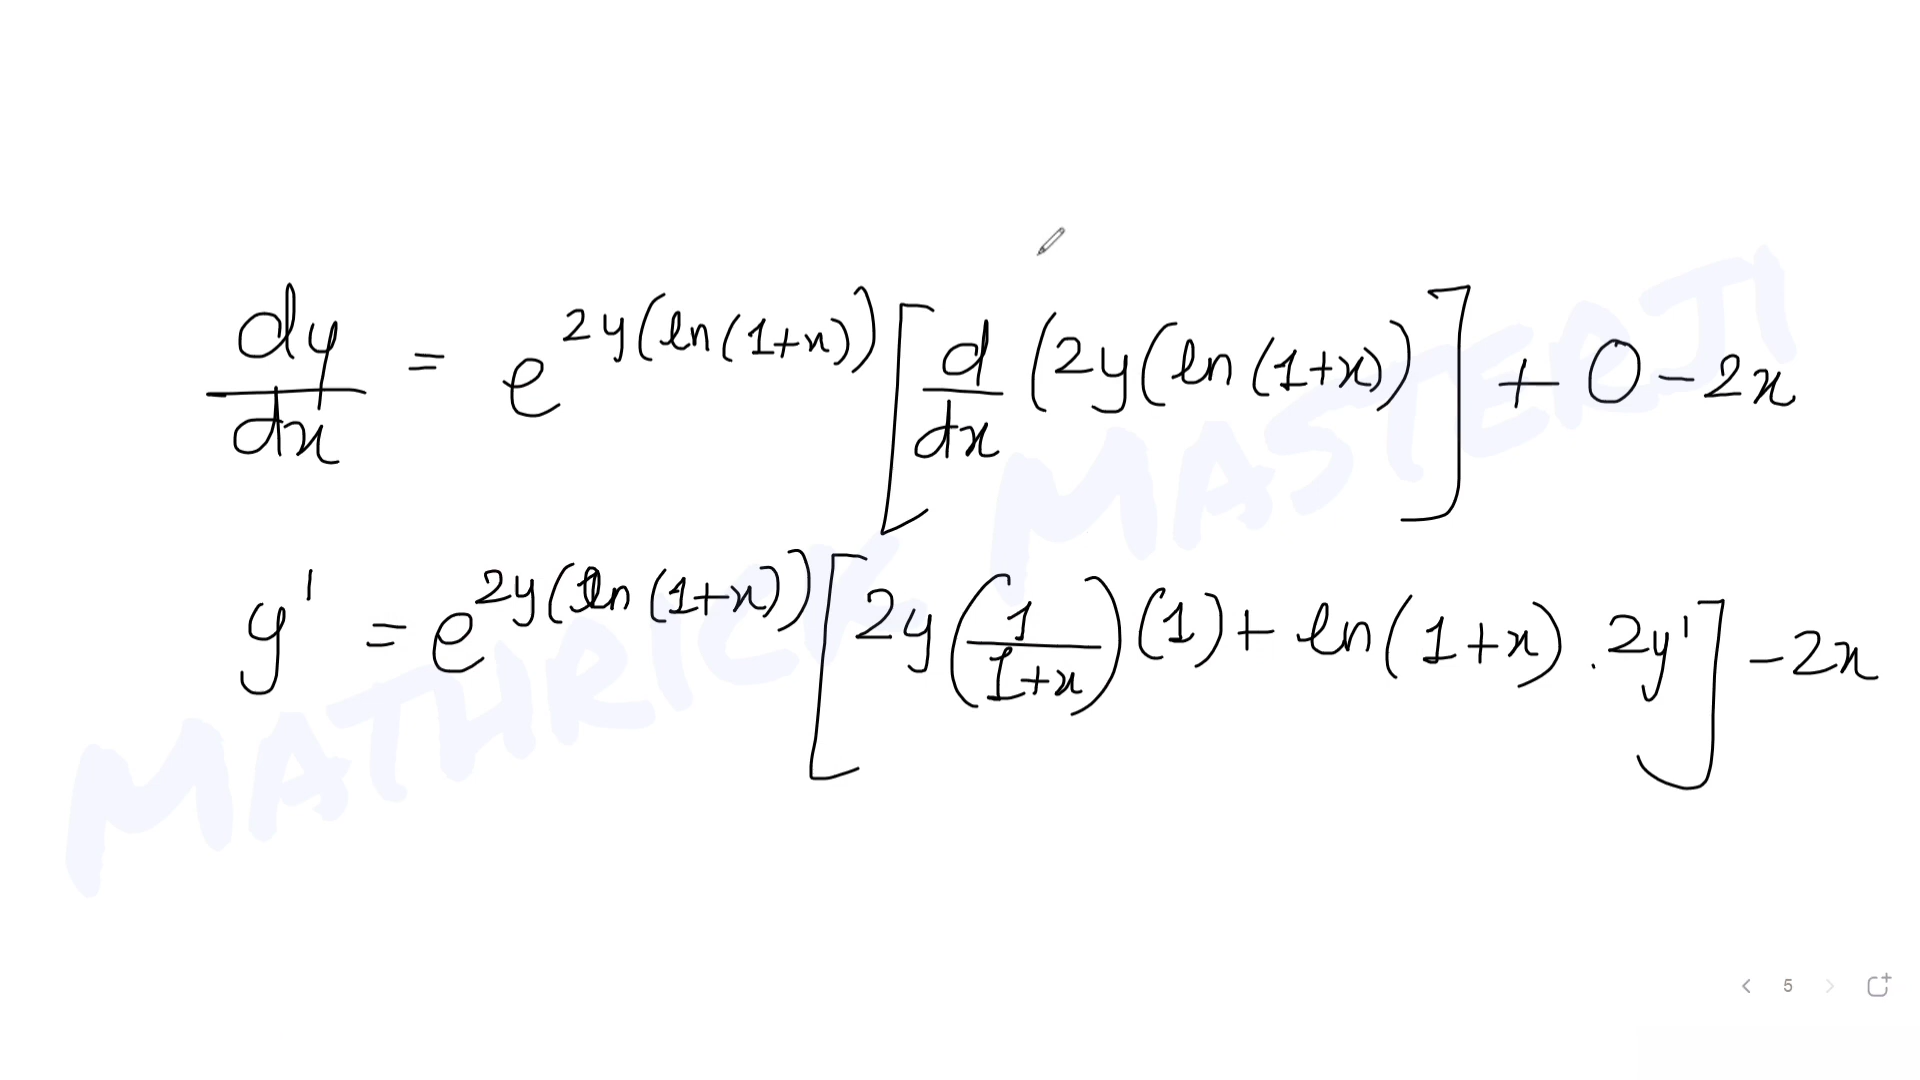 dy/dx = e^{2y(ln(1+x))} [d/dx (2y(ln(1+x))] + 0 - 2x
y' = e^{2y(ln(1+x))} [2y(1/(1+x))(1) + ln(1+x) . 2y'] - 2x
MATHRICK MASTERJI
< 5 >